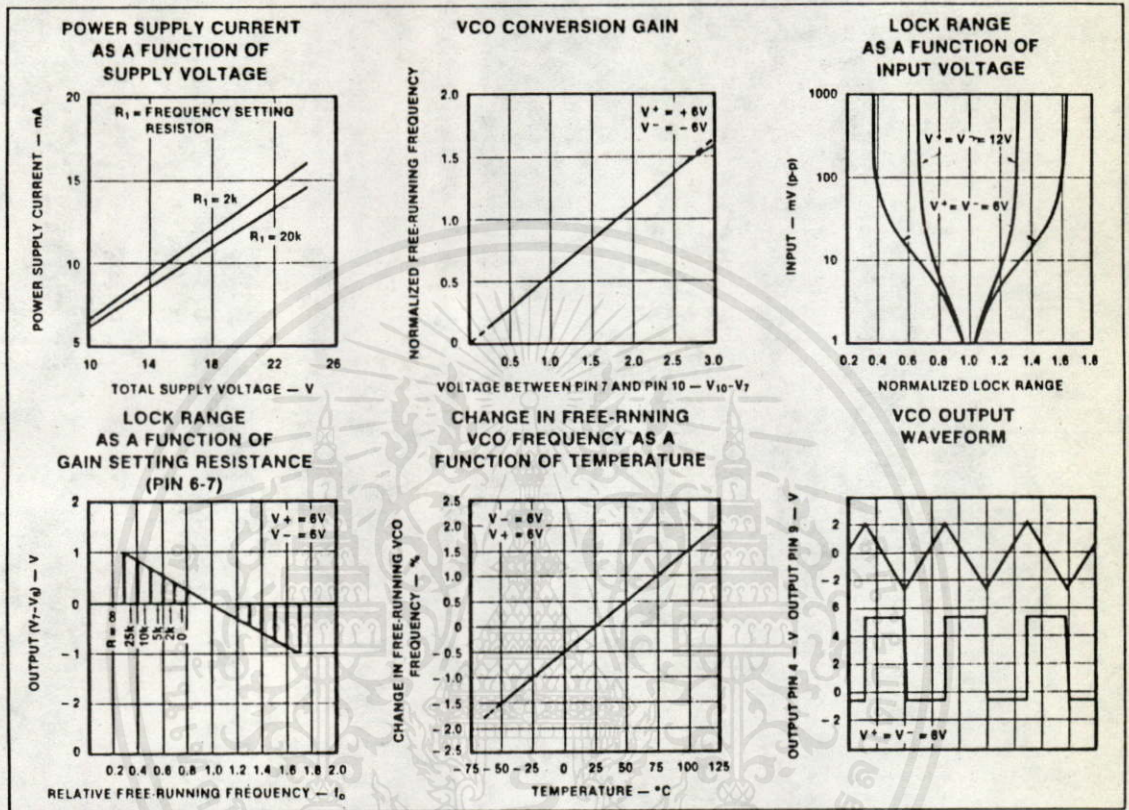 POWER SUPPLY CURRENT
AS A FUNCTION OF
SUPPLY VOLTAGE
20
15
10
5
R₁ = FREQUENCY SETTING
RESISTOR
R₁ = 2k
R₁ = 20k
POWER SUPPLY CURRENT — mA
10 14 18 22 26
TOTAL SUPPLY VOLTAGE — V
VCO CONVERSION GAIN
2.0
1.5
1.0
0.5
0
V⁺ = +6V
V⁻ = −6V
NORMALIZED FREE-RUNNING FREQUENCY
0.5 1.0 1.5 2.0 2.5 3.0
VOLTAGE BETWEEN PIN 7 AND PIN 10 — V₁₀-V₇
LOCK RANGE
AS A FUNCTION OF
INPUT VOLTAGE
1000
100
10
1
V⁺ = V⁻ = 12V
V⁺ = V⁻ = 6V
INPUT — mV (p-p)
0.2 0.4 0.6 0.8 1.0 1.2 1.4 1.6 1.8
NORMALIZED LOCK RANGE
LOCK RANGE
AS A FUNCTION OF
GAIN SETTING RESISTANCE
(PIN 6-7)
2
1
0
−1
−2
0
V+ = 6V
V− = 6V
R = ∞
25k
10k
5k
2k
0
OUTPUT (V₇-V₆) — V
0.2 0.4 0.6 0.8 1.0 1.2 1.4 1.6 1.8 2.0
RELATIVE FREE-RUNNING FREQUENCY — fₒ
CHANGE IN FREE-RNNING
VCO FREQUENCY AS A
FUNCTION OF TEMPERATURE
2.5
2.0
1.5
1.0
0.5
0
−0.5
−1.0
−1.5
−2.0
−2.5
V− = 6V
V+ = 6V
CHANGE IN FREE-RUNNING VCO
FREQUENCY — %
−75 −50 −25 0 25 50 75 100 125
TEMPERATURE — °C
VCO OUTPUT
WAVEFORM
2
0
−2
6
4
2
0
−2
OUTPUT PIN 4 — V OUTPUT PIN 9 — V
V⁺ = V⁻ = 6V